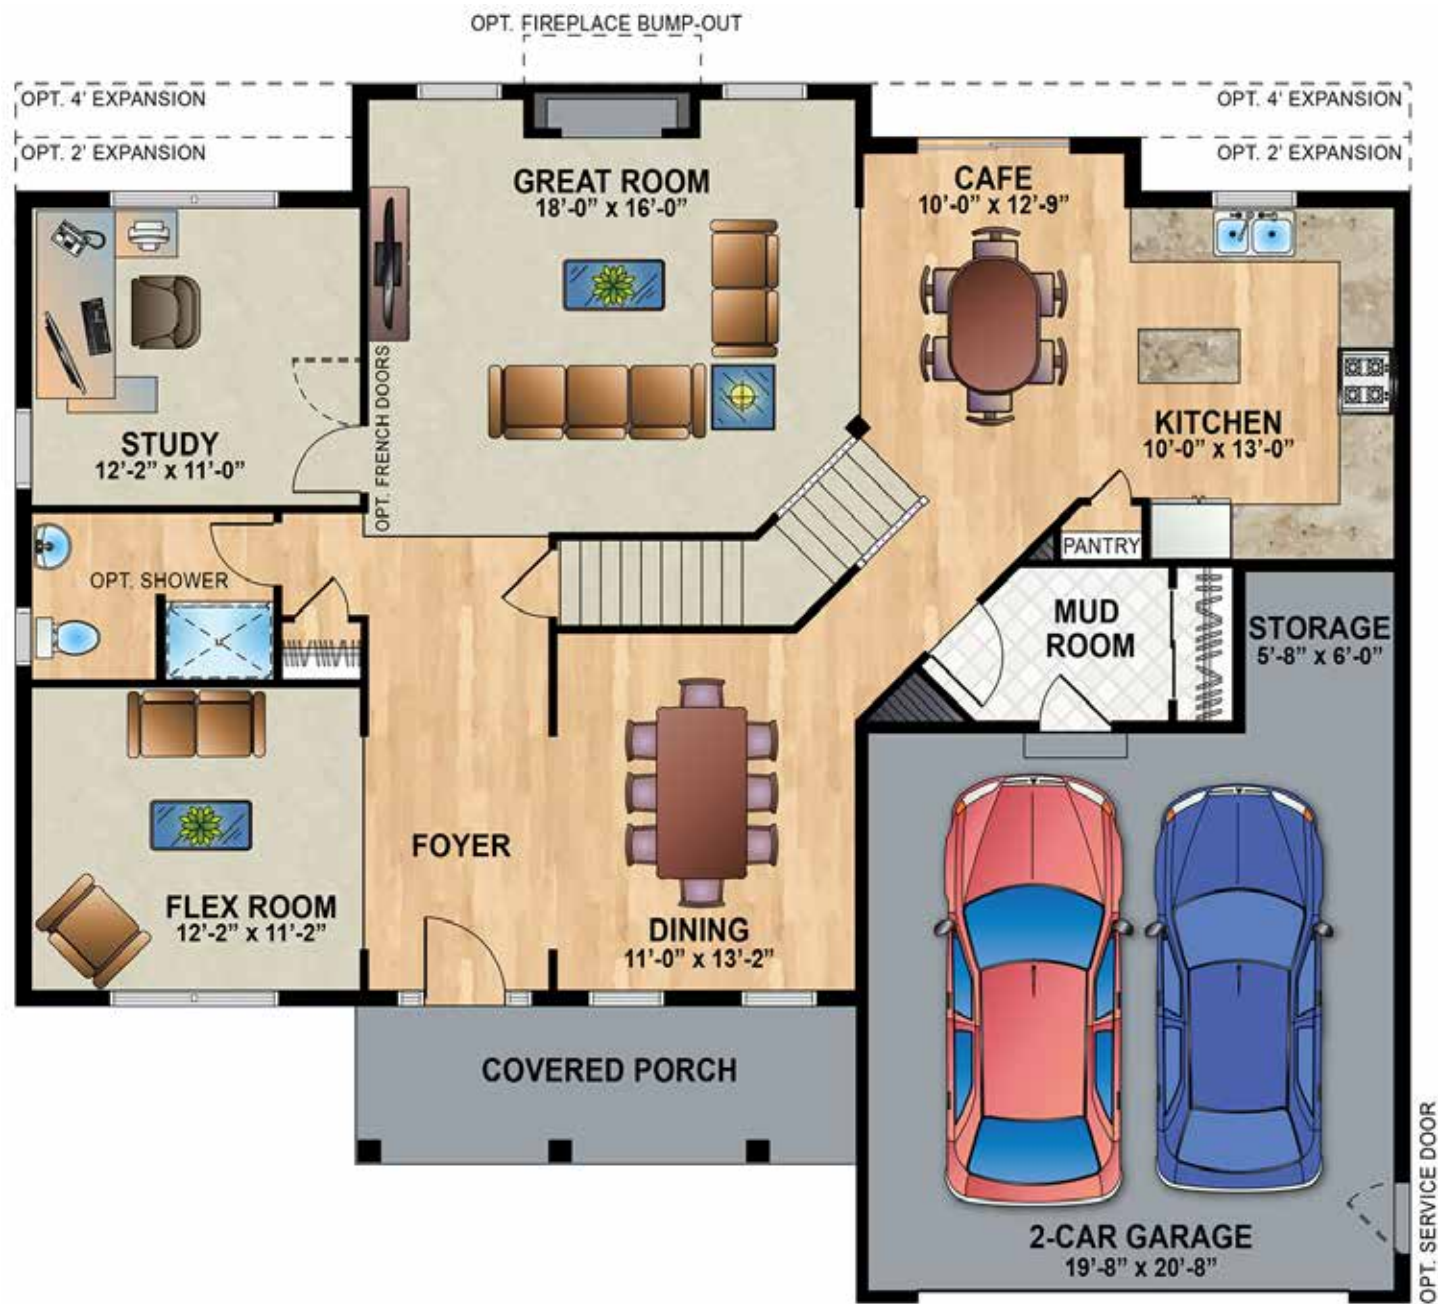 OPT. FIREPLACE BUMP-OUT
OPT. 4' EXPANSION
OPT. 4' EXPANSION
OPT. 2' EXPANSION
OPT. 2' EXPANSION
GREAT ROOM
18'-0" x 16'-0"
CAFE
10'-0" x 12'-9"
STUDY
12'-2" x 11'-0"
OPT. FRENCH DOORS
KITCHEN
10'-0" x 13'-0"
PANTRY
OPT. SHOWER
MUD
ROOM
STORAGE
5'-8" x 6'-0"
FOYER
FLEX ROOM
12'-2" x 11'-2"
DINING
11'-0" x 13'-2"
COVERED PORCH
2-CAR GARAGE
19'-8" x 20'-8"
OPT. SERVICE DOOR